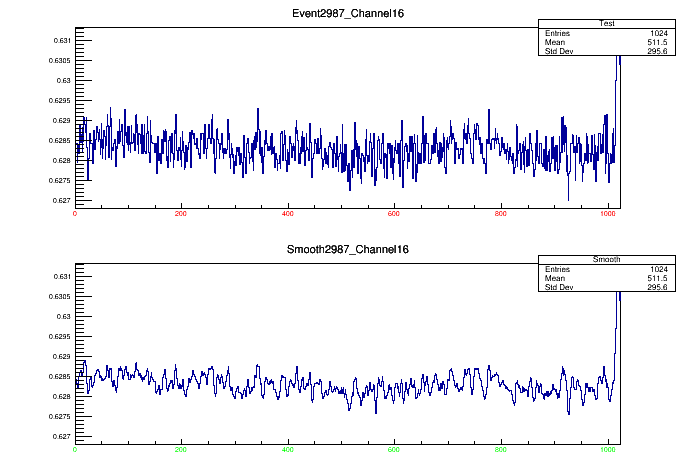 Event2987_Channel16
Test
Entries 1024
Mean 511.5
Std Dev 295.6
0.631
0.6305
0.63
0.6295
0.629
0.6285
0.628
0.6275
0.627
0 200 400 600 800 1000
Smooth2987_Channel16
Smooth
Entries 1024
Mean 511.5
Std Dev 295.6
0.631
0.6305
0.63
0.6295
0.629
0.6285
0.628
0.6275
0.627
0 200 400 600 800 1000